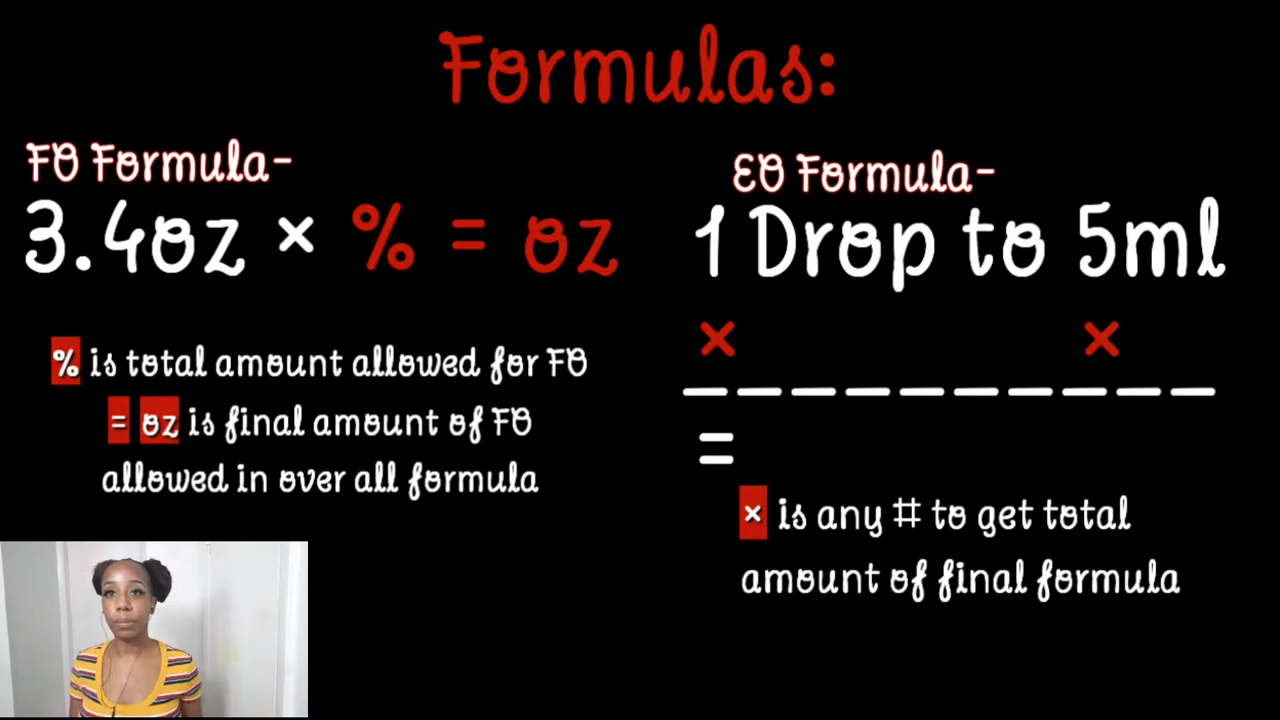 Formulas:
FO Formula-
3.4oz × % = oz
% is total amount allowed for FO
= oz is final amount of FO
allowed in over all formula
EO Formula-
1 Drop to 5ml
× ×
=
× is any # to get total
amount of final formula